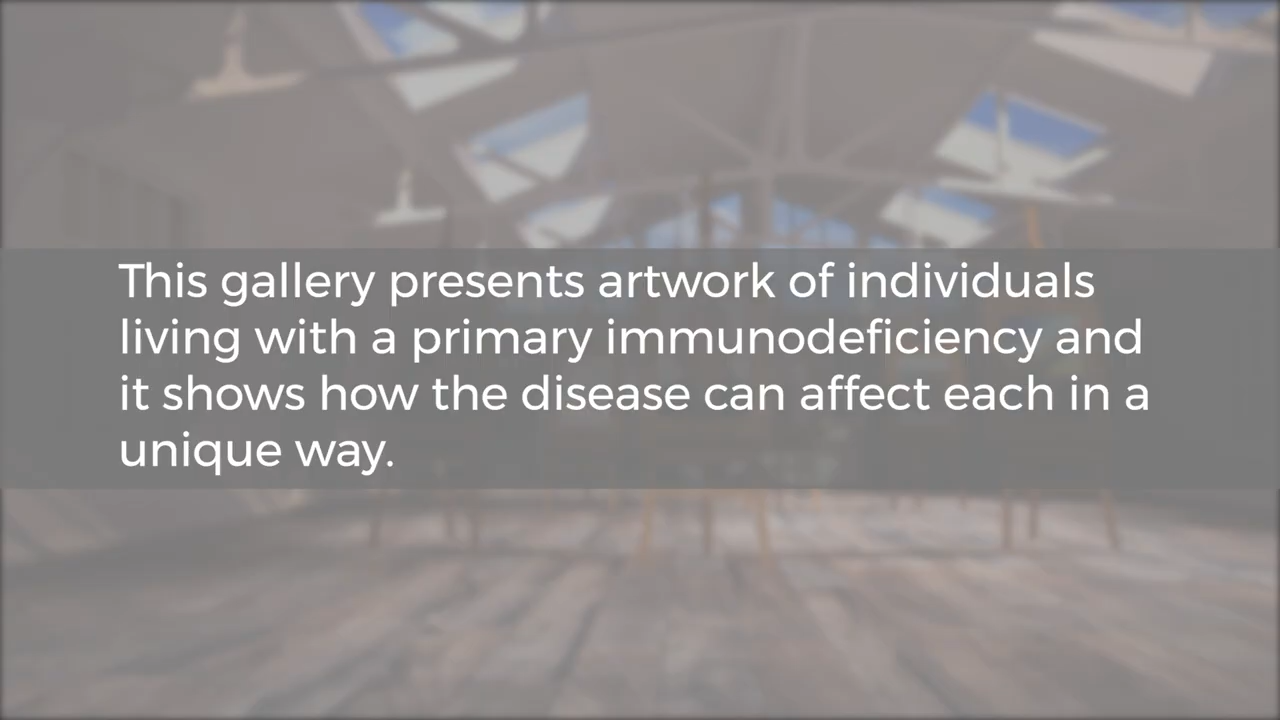 This gallery presents artwork of individuals
living with a primary immunodeficiency and
it shows how the disease can affect each in a
unique way.